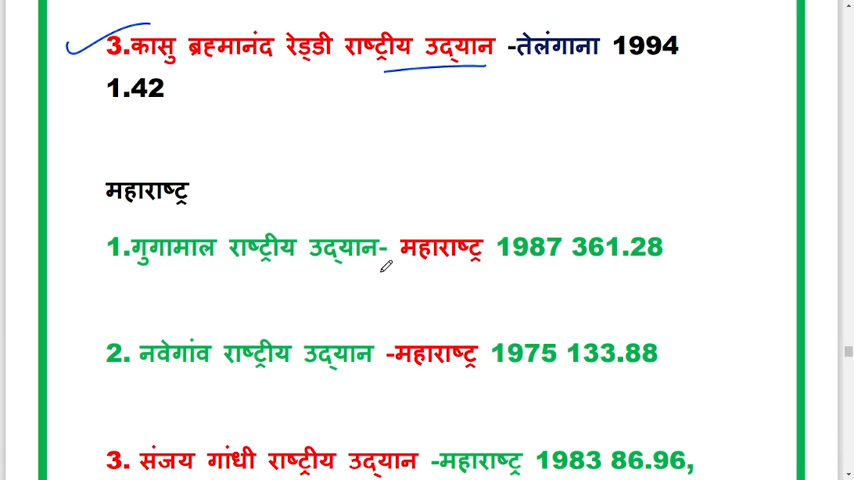 3.कासु ब्रह्मानंद रेड्डी राष्ट्रीय उद्यान -तेलंगाना 1994
1.42
महाराष्ट्र
1.गुगामाल राष्ट्रीय उद्यान- महाराष्ट्र 1987 361.28
2. नवेगांव राष्ट्रीय उद्यान -महाराष्ट्र 1975 133.88
3. संजय गांधी राष्ट्रीय उद्यान -महाराष्ट्र 1983 86.96,